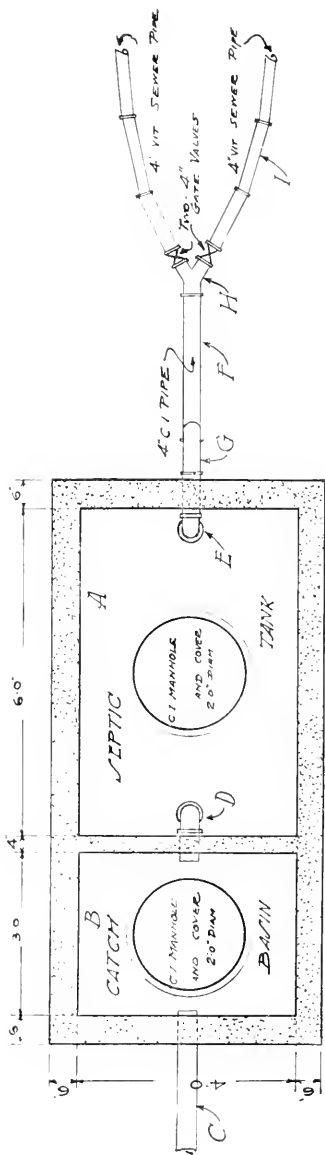 6"
3 0
4"
6.0"
6"
6"
4 0
6"
B
CATCH
BASIN
C I MANHOLE
AND COVER
2'0" DIAM
SEPTIC
A
TANK
C I MANHOLE
AND COVER
2 0" DIAM
C
D
E
4" C I PIPE
G
F
H
I
TWO. 4"
GATE VALVES
4' VIT SEWER PIPE
4" VIT SEWER PIPE